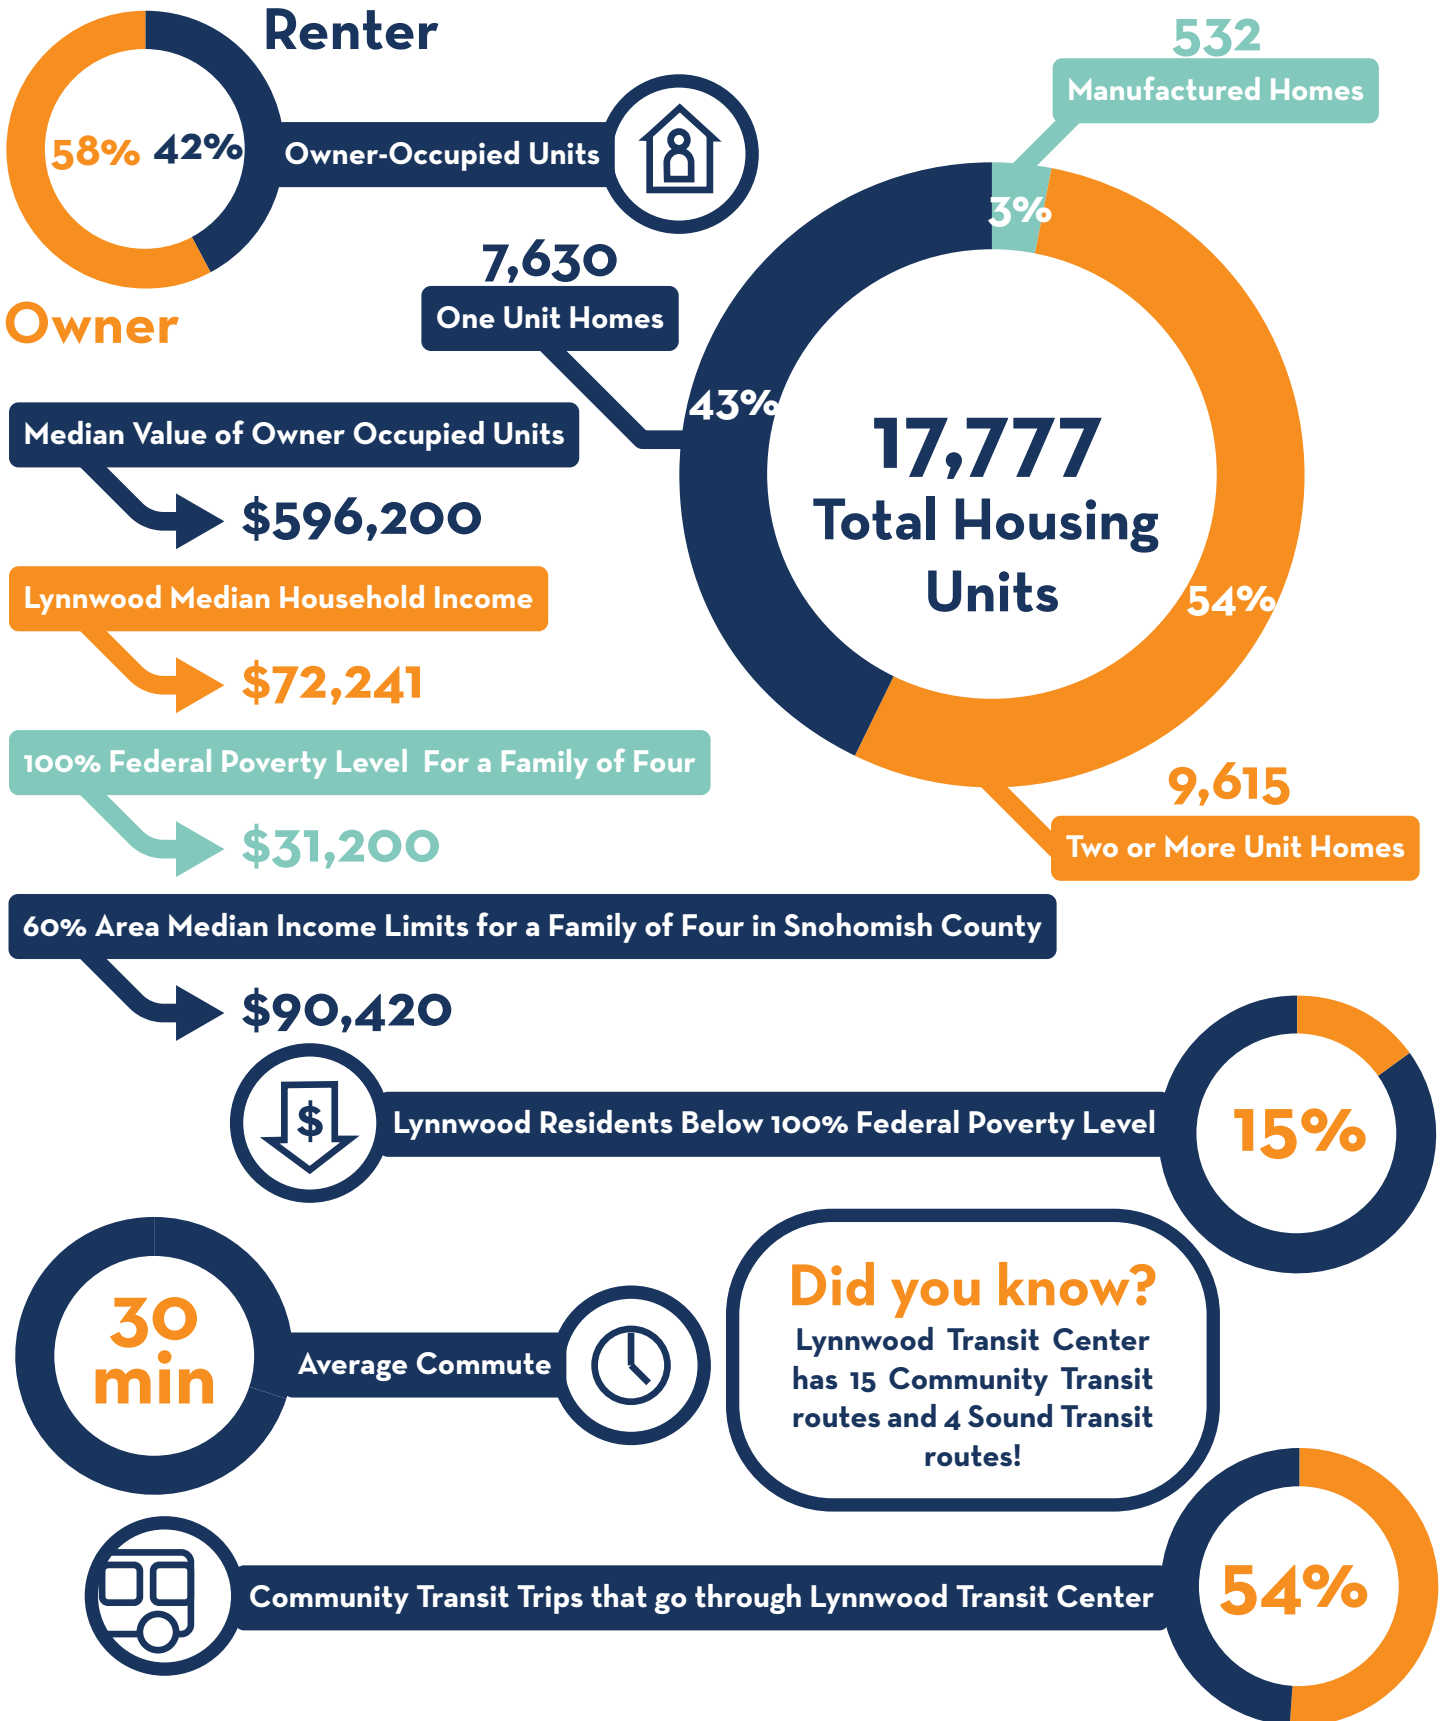 Renter
58% 42%
Owner-Occupied Units
Owner
532
Manufactured Homes
3%
7,630
One Unit Homes
43%
17,777
Total Housing
Units
54%
9,615
Two or More Unit Homes
Median Value of Owner Occupied Units
$596,200
Lynnwood Median Household Income
$72,241
100% Federal Poverty Level For a Family of Four
$31,200
60% Area Median Income Limits for a Family of Four in Snohomish County
$90,420
$
Lynnwood Residents Below 100% Federal Poverty Level
15%
30
min
Average Commute
Did you know?
Lynnwood Transit Center
has 15 Community Transit
routes and 4 Sound Transit
routes!
Community Transit Trips that go through Lynnwood Transit Center
54%